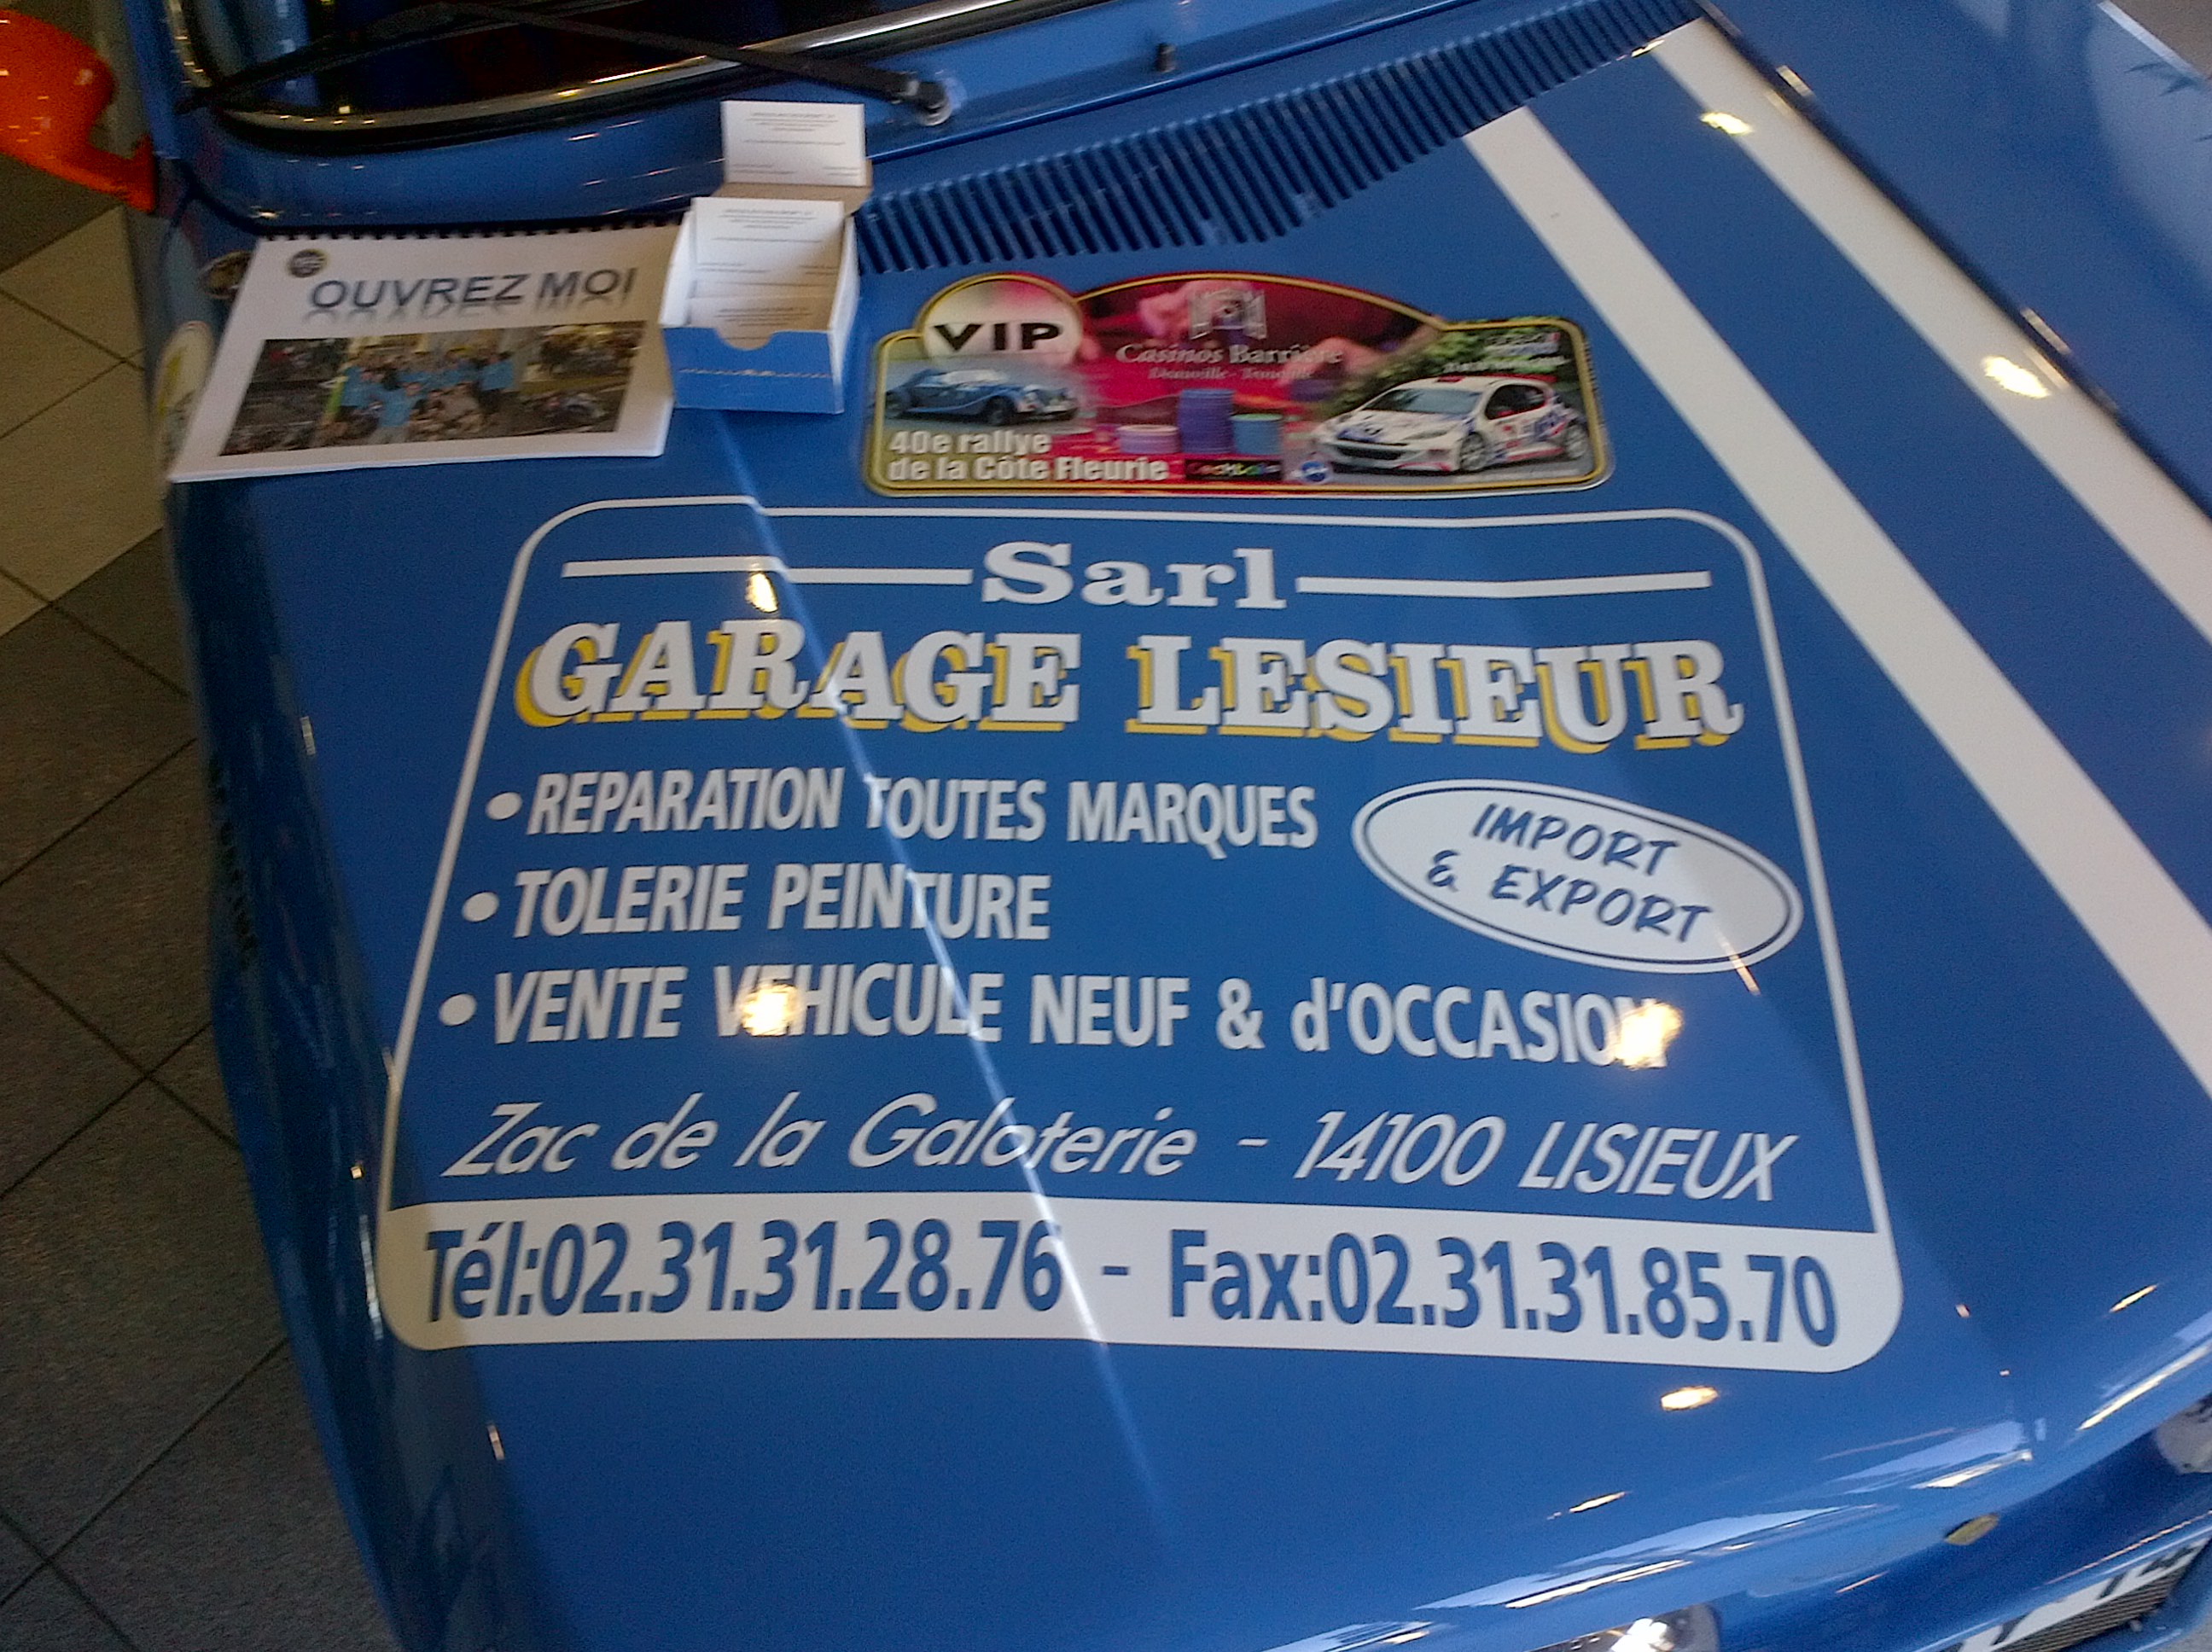 OUVREZ MOI
VIP
Casinos Barrière
40e rallye
de la Côte Fleurie
Sarl
GARAGE LESIEUR
• REPARATION TOUTES MARQUES
• TOLERIE PEINTURE
• VENTE VEHICULE NEUF & d'OCCASION
IMPORT
& EXPORT
Zac de la Galoterie - 14100 LISIEUX
Tél:02.31.31.28.76 - Fax:02.31.31.85.70